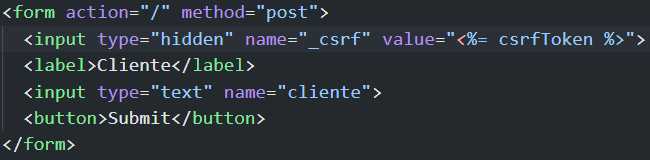 <form action="/" method="post">
<input type="hidden" name="_csrf" value="<%= csrfToken %>">
<label>Cliente</label>
<input type="text" name="cliente">
<button>Submit</button>
</form>